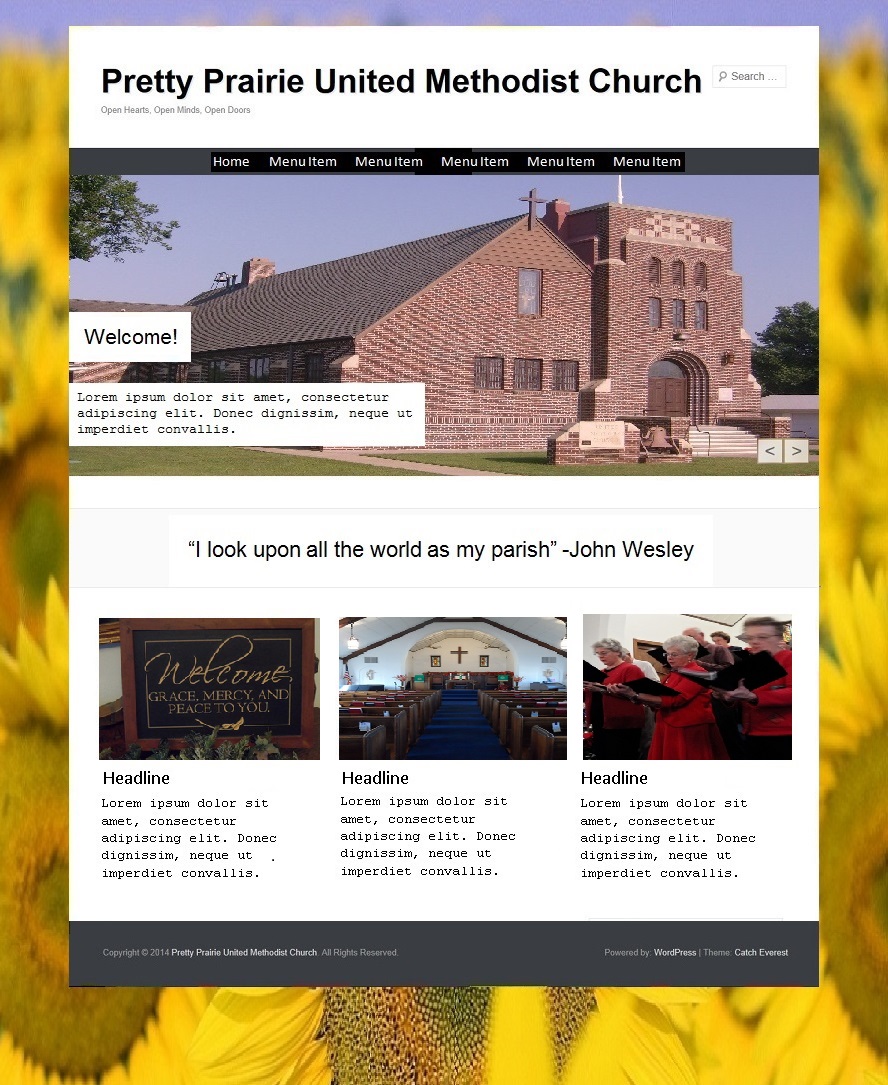 Pretty Prairie United Methodist Church
Search ...
Open Hearts, Open Minds, Open Doors
Home Menu Item Menu Item Menu Item Menu Item Menu Item
Welcome!
Lorem ipsum dolor sit amet, consectetur
adipiscing elit. Donec dignissim, neque ut
imperdiet convallis.
< >
“I look upon all the world as my parish” -John Wesley
Welcome
GRACE, MERCY, AND
PEACE TO YOU.
Headline
Lorem ipsum dolor sit
amet, consectetur
adipiscing elit. Donec
dignissim, neque ut .
imperdiet convallis.
Headline
Lorem ipsum dolor sit
amet, consectetur
adipiscing elit. Donec
dignissim, neque ut
imperdiet convallis.
Headline
Lorem ipsum dolor sit
amet, consectetur
adipiscing elit. Donec
dignissim, neque ut
imperdiet convallis.
Copyright © 2014 Pretty Prairie United Methodist Church. All Rights Reserved.
Powered by: WordPress | Theme: Catch Everest